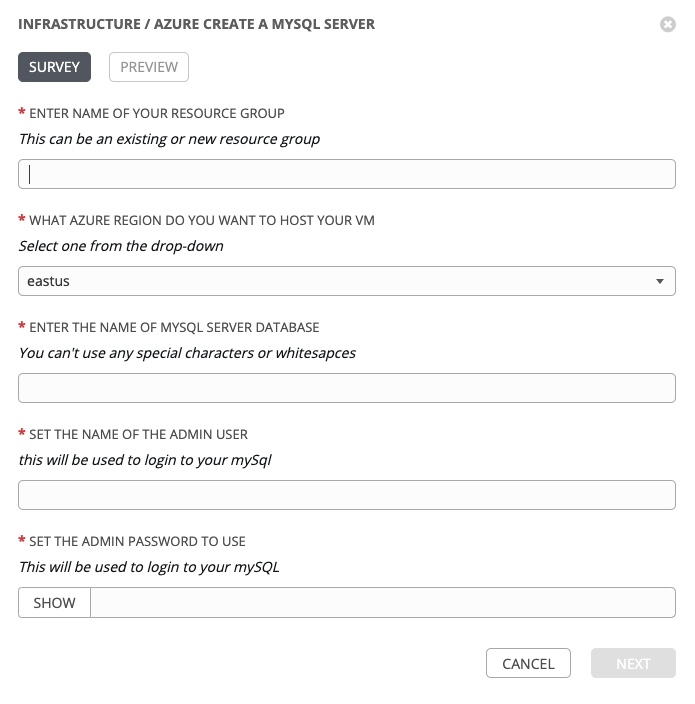 INFRASTRUCTURE / AZURE CREATE A MYSQL SERVER
SURVEY PREVIEW
* ENTER NAME OF YOUR RESOURCE GROUP
This can be an existing or new resource group
* WHAT AZURE REGION DO YOU WANT TO HOST YOUR VM
Select one from the drop-down
eastus
* ENTER THE NAME OF MYSQL SERVER DATABASE
You can't use any special characters or whitesapces
* SET THE NAME OF THE ADMIN USER
this will be used to login to your mySql
* SET THE ADMIN PASSWORD TO USE
This will be used to login to your mySQL
SHOW
CANCEL NEXT